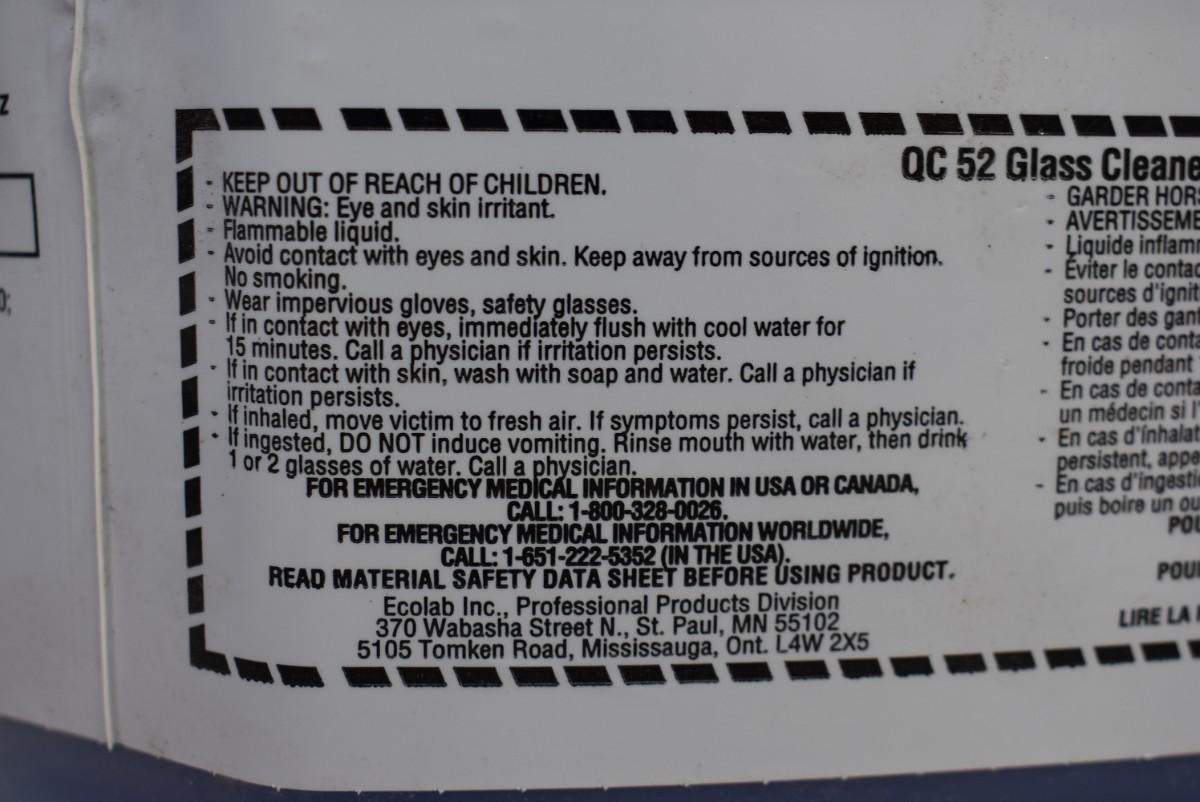 QC 52 Glass Cleane
- KEEP OUT OF REACH OF CHILDREN.
- WARNING: Eye and skin irritant.
- Flammable liquid.
- Avoid contact with eyes and skin. Keep away from sources of ignition.
No smoking.
- Wear impervious gloves, safety glasses.
- If in contact with eyes, immediately flush with cool water for
15 minutes. Call a physician if irritation persists.
- If in contact with skin, wash with soap and water. Call a physician if
irritation persists.
- If inhaled, move victim to fresh air. If symptoms persist, call a physician.
- If ingested, DO NOT induce vomiting. Rinse mouth with water, then drink
1 or 2 glasses of water. Call a physician.
FOR EMERGENCY MEDICAL INFORMATION IN USA OR CANADA,
CALL: 1-800-328-0026.
FOR EMERGENCY MEDICAL INFORMATION WORLDWIDE,
CALL: 1-651-222-5352 (IN THE USA).
READ MATERIAL SAFETY DATA SHEET BEFORE USING PRODUCT.
Ecolab Inc., Professional Products Division
370 Wabasha Street N., St. Paul, MN 55102
5105 Tomken Road, Mississauga, Ont. L4W 2X5
- GARDER HORS
- AVERTISSEME
- Liquide inflam
- Éviter le contac
sources d'ignit
- Porter des gant
- En cas de conta
froide pendant
- En cas de conta
un médecin si
- En cas d'inhalat
persistent, appe
- En cas d'ingesti
puis boire un ou
PO
POU
LIRE LA